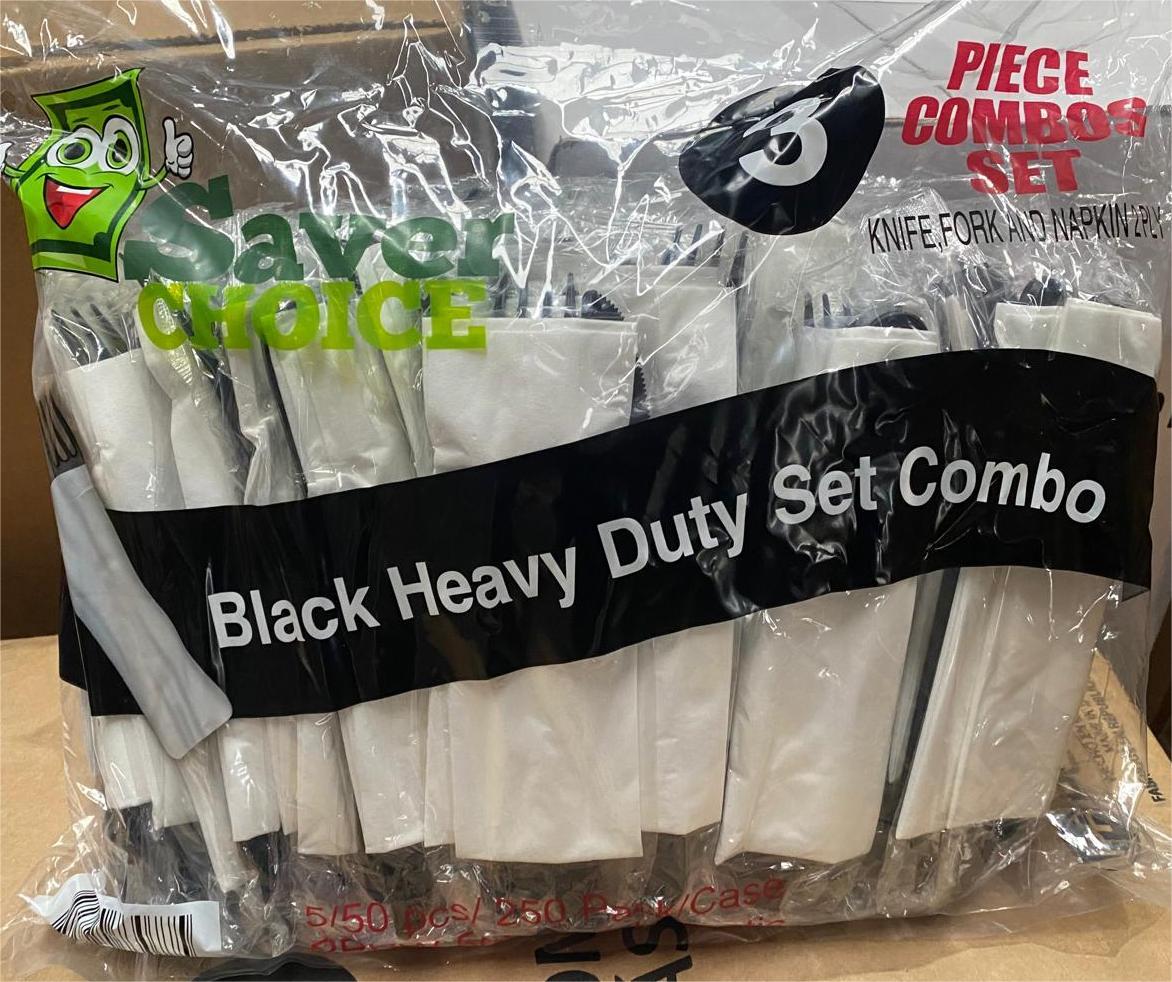 3
PIECE
COMBOS
SET
KNIFE,FORK AND NAPKIN 2PLY
Saver
CHOICE
Black Heavy Duty Set Combo
5/50 pcs/ 250 Pack/Case